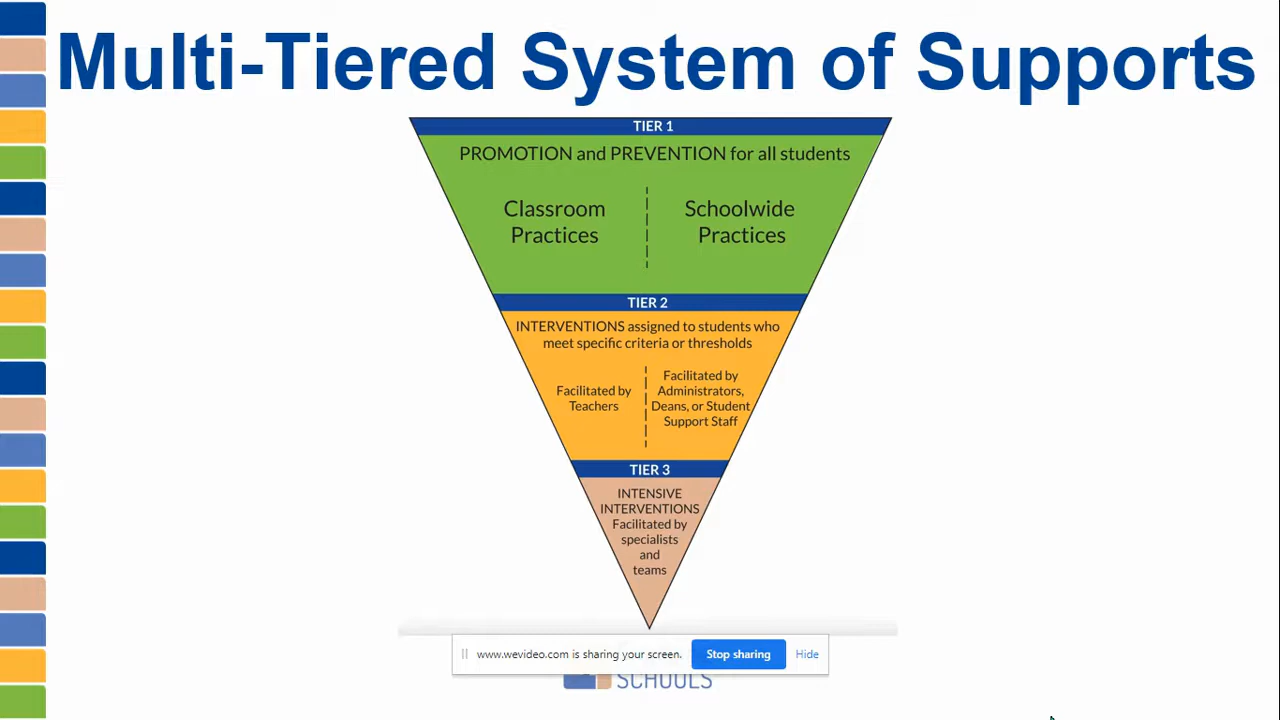 Multi-Tiered System of Supports
TIER 1
PROMOTION and PREVENTION for all students
Classroom
Practices
Schoolwide
Practices
TIER 2
INTERVENTIONS assigned to students who
meet specific criteria or thresholds
Facilitated by
Teachers
Facilitated by
Administrators,
Deans, or Student
Support Staff
TIER 3
INTENSIVE
INTERVENTIONS
Facilitated by
specialists
and
teams
www.wevideo.com is sharing your screen.
Stop sharing
Hide
SCHOOLS